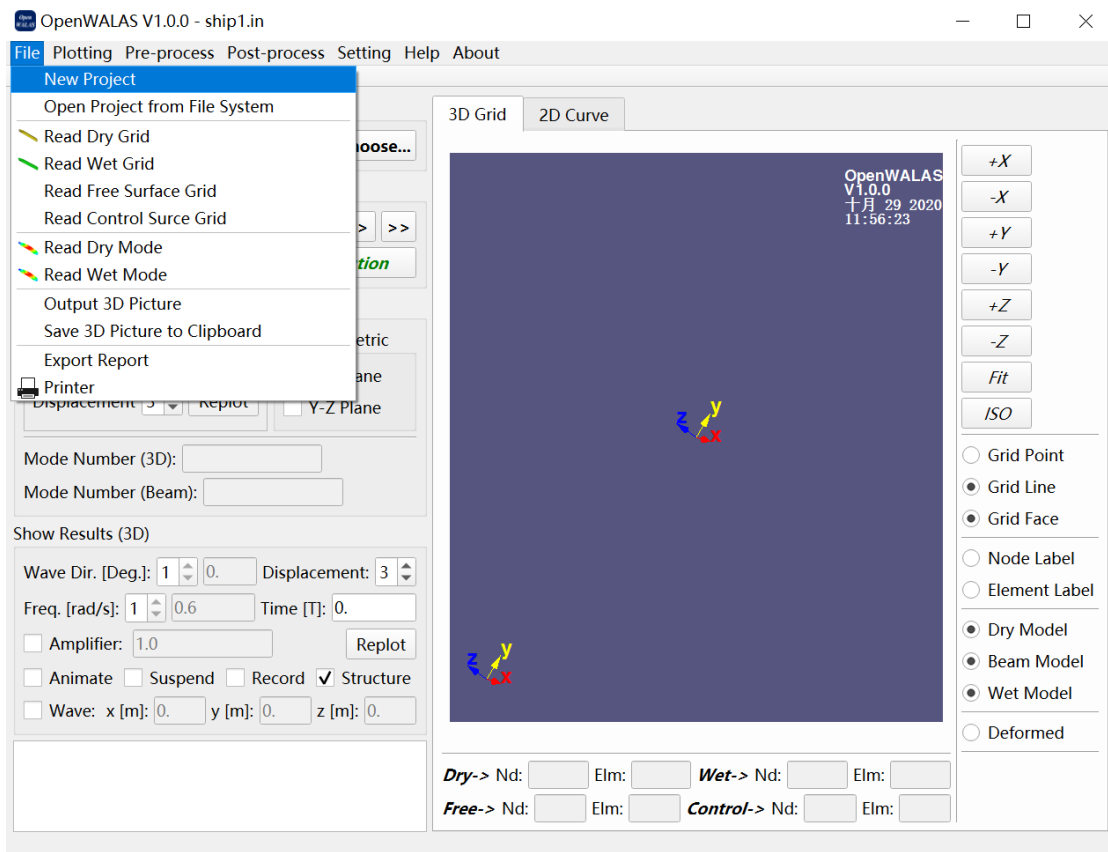 Open WALAS
OpenWALAS V1.0.0 - ship1.in
File Plotting Pre-process Post-process Setting Help About
New Project
Open Project from File System
Read Dry Grid
Read Wet Grid
Read Free Surface Grid
Read Control Surce Grid
Read Dry Mode
Read Wet Mode
Output 3D Picture
Save 3D Picture to Clipboard
Export Report
Printer
>>
Displacement 3 Replot
Y-Z Plane
Mode Number (3D):
Mode Number (Beam):
Show Results (3D)
Wave Dir. [Deg.]: 1 0. Displacement: 3
Freq. [rad/s]: 1 0.6 Time [T]: 0.
Amplifier: 1.0 Replot
Animate Suspend Record Structure
Wave: x [m]: 0. y [m]: 0. z [m]: 0.
3D Grid 2D Curve
OpenWALAS
V1.0.0
十月 29 2020
11:56:23
z y x
z y x
Dry-> Nd: Elm: Wet-> Nd: Elm:
Free-> Nd: Elm: Control-> Nd: Elm:
+X
-X
+Y
-Y
+Z
-Z
Fit
ISO
Grid Point
Grid Line
Grid Face
Node Label
Element Label
Dry Model
Beam Model
Wet Model
Deformed